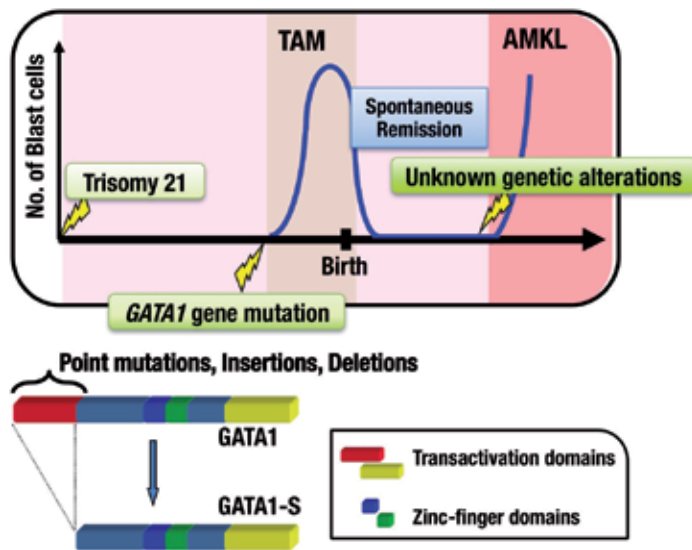 TAM
AMKL
No. of Blast cells
Spontaneous
Remission
Trisomy 21
Unknown genetic alterations
Birth
GATA1 gene mutation
Point mutations, Insertions, Deletions
GATA1
GATA1-S
Transactivation domains
Zinc-finger domains